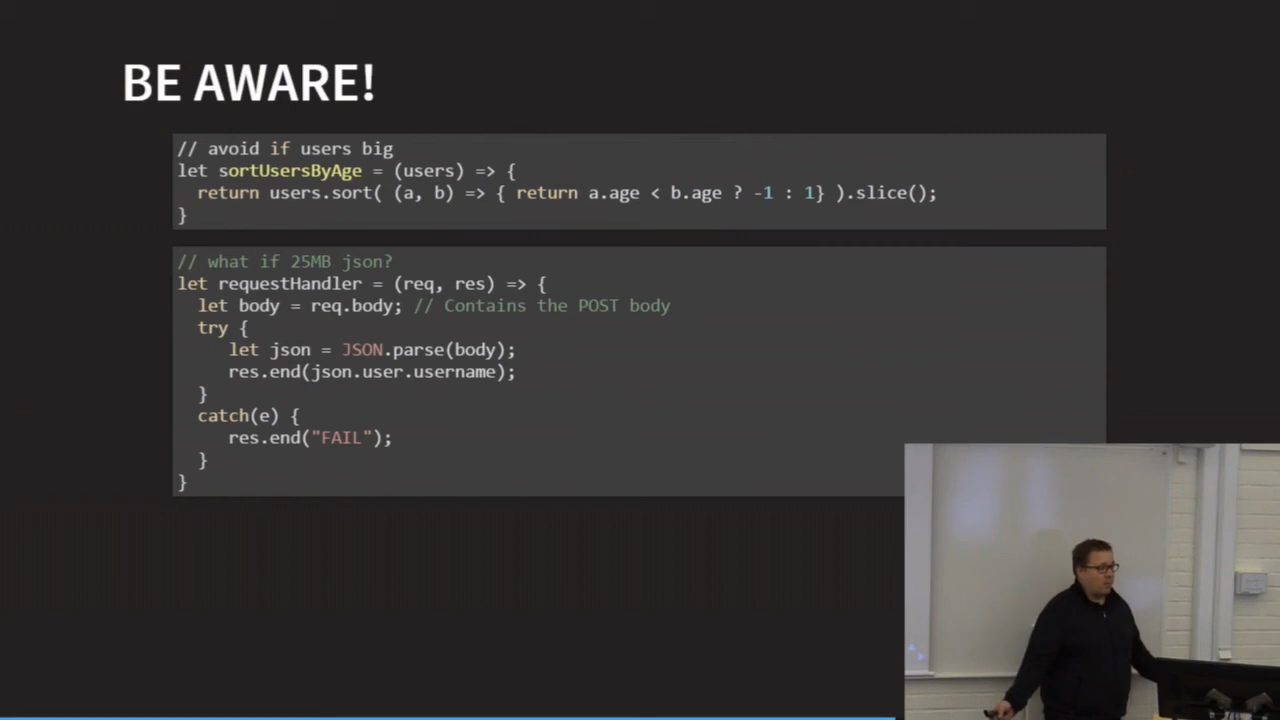 BE AWARE!
// avoid if users big
let sortUsersByAge = (users) => {
return users.sort( (a, b) => { return a.age < b.age ? -1 : 1} ).slice();
}
// what if 25MB json?
let requestHandler = (req, res) => {
let body = req.body; // Contains the POST body
try {
let json = JSON.parse(body);
res.end(json.user.username);
}
catch(e) {
res.end("FAIL");
}
}